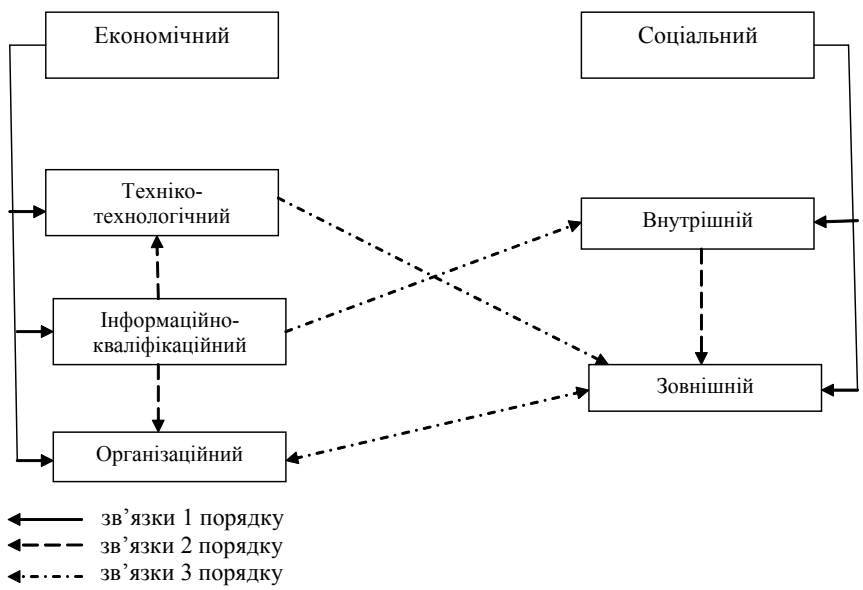 Економічний
Соціальний
Техніко-
технологічний
Внутрішній
Інформаційно-
кваліфікаційний
Зовнішній
Організаційний
зв’язки 1 порядку
зв’язки 2 порядку
зв’язки 3 порядку